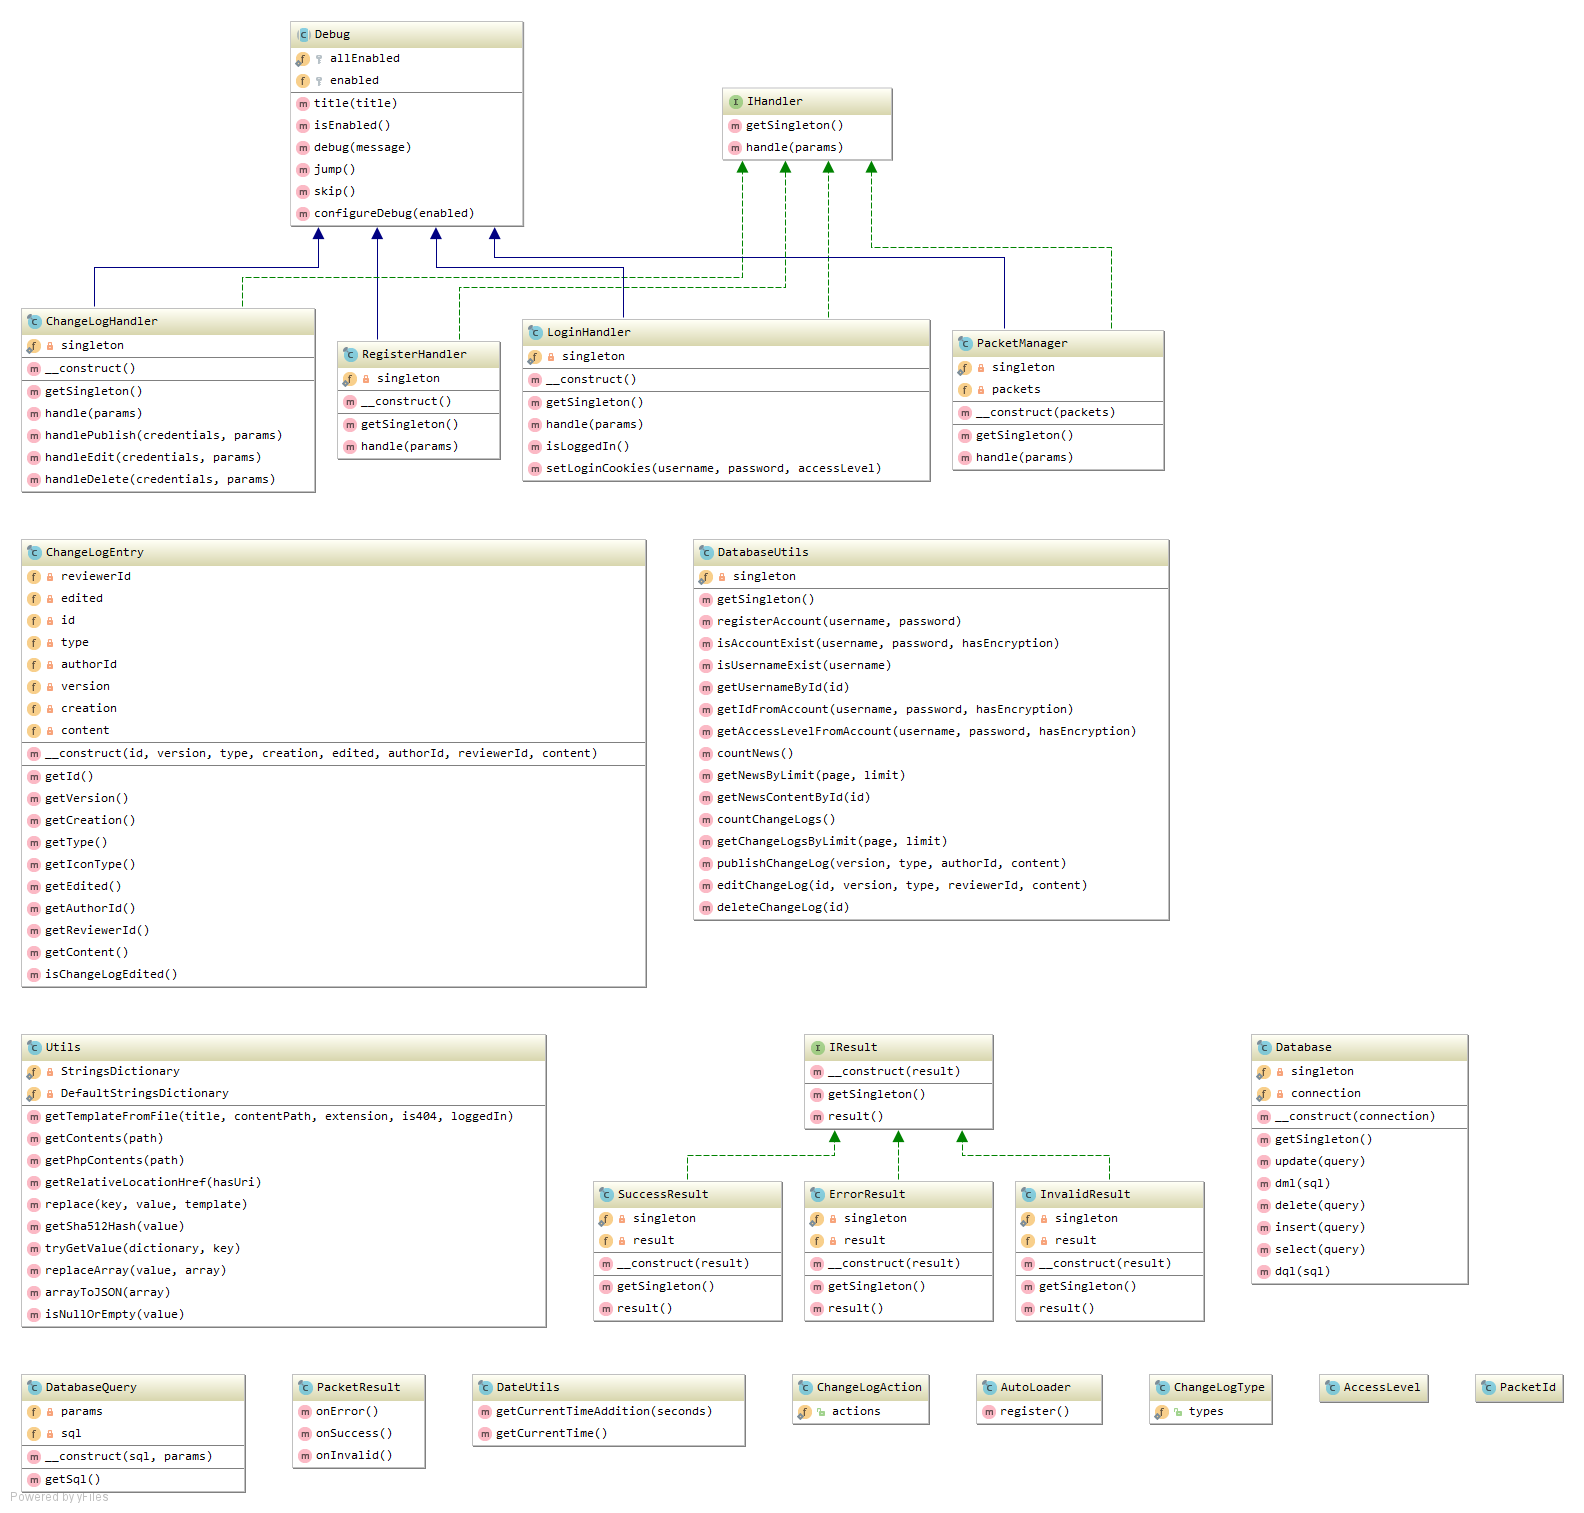 Debug
allEnabled
enabled
title(title)
isEnabled()
debug(message)
jump()
skip()
configureDebug(enabled)
IHandler
getSingleton()
handle(params)
ChangeLogHandler
singleton
__construct()
getSingleton()
handle(params)
handlePublish(credentials, params)
handleEdit(credentials, params)
handleDelete(credentials, params)
RegisterHandler
singleton
__construct()
getSingleton()
handle(params)
LoginHandler
singleton
__construct()
getSingleton()
handle(params)
isLoggedIn()
setLoginCookies(username, password, accessLevel)
PacketManager
singleton
packets
__construct(packets)
getSingleton()
handle(params)
ChangeLogEntry
reviewerId
edited
id
type
authorId
version
creation
content
__construct(id, version, type, creation, edited, authorId, reviewerId, content)
getId()
getVersion()
getCreation()
getType()
getIconType()
getEdited()
getAuthorId()
getReviewerId()
getContent()
isChangeLogEdited()
DatabaseUtils
singleton
getSingleton()
registerAccount(username, password)
isAccountExist(username, password, hasEncryption)
isUsernameExist(username)
getUsernameById(id)
getIdFromAccount(username, password, hasEncryption)
getAccessLevelFromAccount(username, password, hasEncryption)
countNews()
getNewsByLimit(page, limit)
getNewsContentById(id)
countChangeLogs()
getChangeLogsByLimit(page, limit)
publishChangeLog(version, type, authorId, content)
editChangeLog(id, version, type, reviewerId, content)
deleteChangeLog(id)
Utils
StringsDictionary
DefaultStringsDictionary
getTemplateFromFile(title, contentPath, extension, is404, loggedIn)
getContents(path)
getPhpContents(path)
getRelativeLocationHref(hasUri)
replace(key, value, template)
getSha512Hash(value)
tryGetValue(dictionary, key)
replaceArray(value, array)
arrayToJSON(array)
isNullOrEmpty(value)
IResult
__construct(result)
getSingleton()
result()
SuccessResult
singleton
result
__construct(result)
getSingleton()
result()
ErrorResult
singleton
result
__construct(result)
getSingleton()
result()
InvalidResult
singleton
result
__construct(result)
getSingleton()
result()
Database
singleton
connection
__construct(connection)
getSingleton()
update(query)
dml(sql)
delete(query)
insert(query)
select(query)
dql(sql)
DatabaseQuery
params
sql
__construct(sql, params)
getSql()
PacketResult
onError()
onSuccess()
onInvalid()
DateUtils
getCurrentTimeAddition(seconds)
getCurrentTime()
ChangeLogAction
actions
AutoLoader
register()
ChangeLogType
types
AccessLevel
PacketId
Powered by yFiles